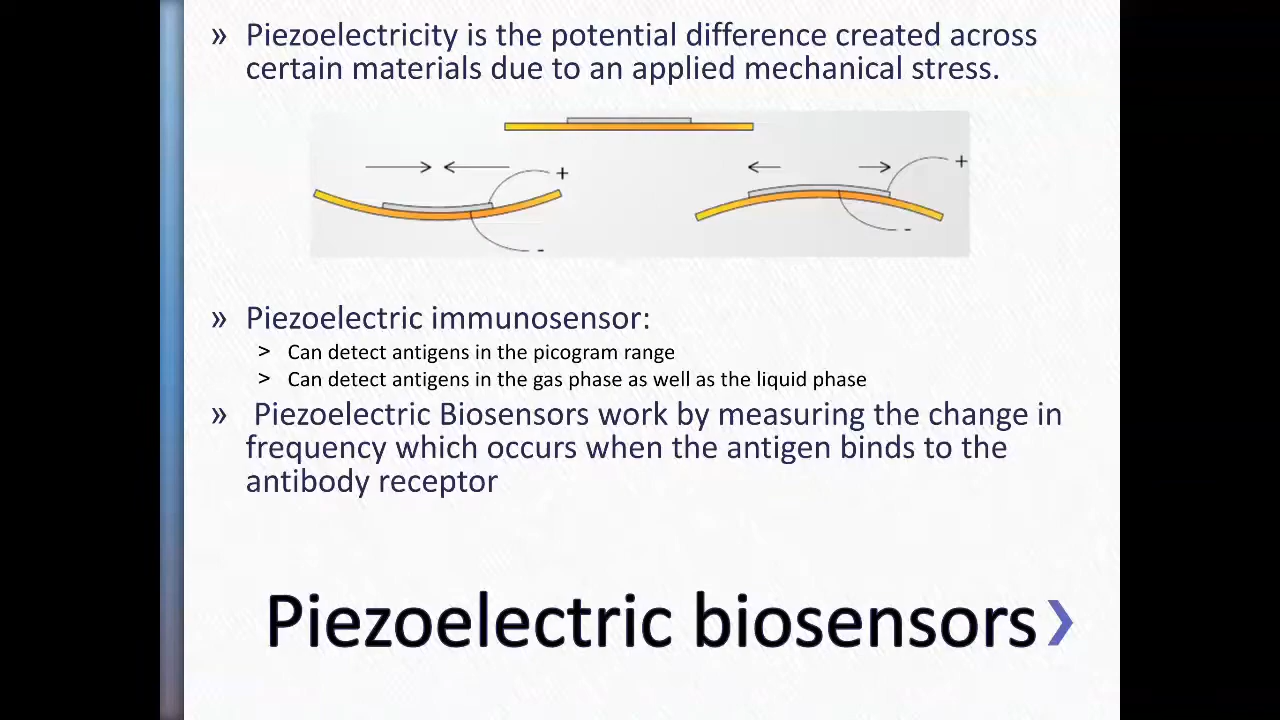 » Piezoelectricity is the potential difference created across
certain materials due to an applied mechanical stress.
+
-
+
-
» Piezoelectric immunosensor:
> Can detect antigens in the picogram range
> Can detect antigens in the gas phase as well as the liquid phase
» Piezoelectric Biosensors work by measuring the change in
frequency which occurs when the antigen binds to the
antibody receptor
Piezoelectric biosensors